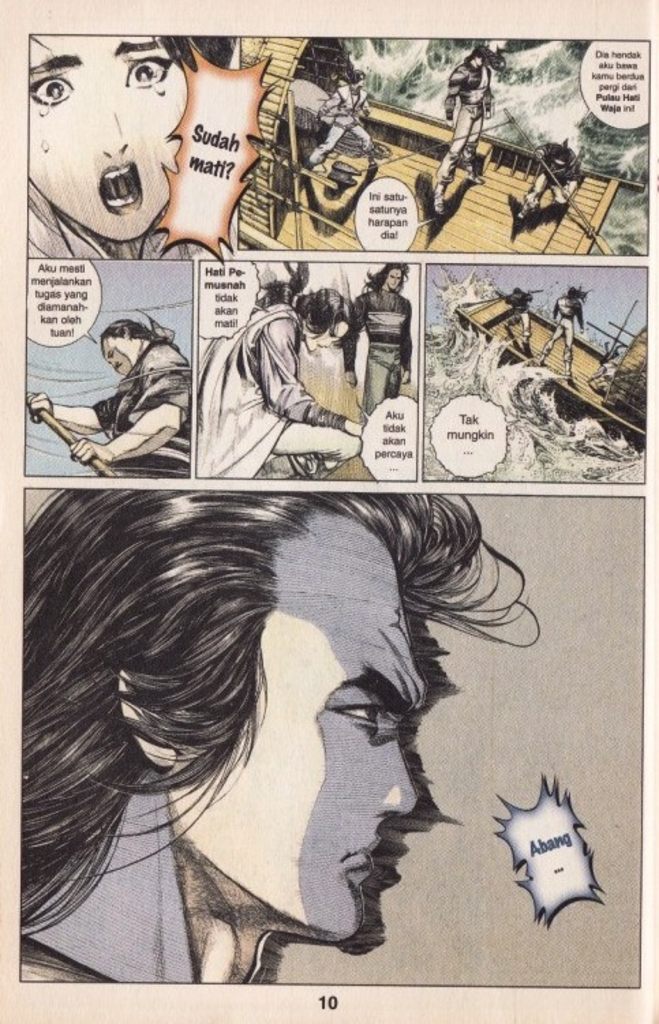 Sudah
mati?
Dia hendak
aku bawa
kamu berdua
pergi dari
Pulau Hati
Waja ini!
Ini satu-
satunya
harapan
dia!
Aku mesti
menjalankan
tugas yang
diamanah-
kan oleh
tuan!
Hati Pe-
musnah
tidak
akan
mati!
Aku
tidak
akan
percaya
...
Tak
mungkin
...
Abang
...
10